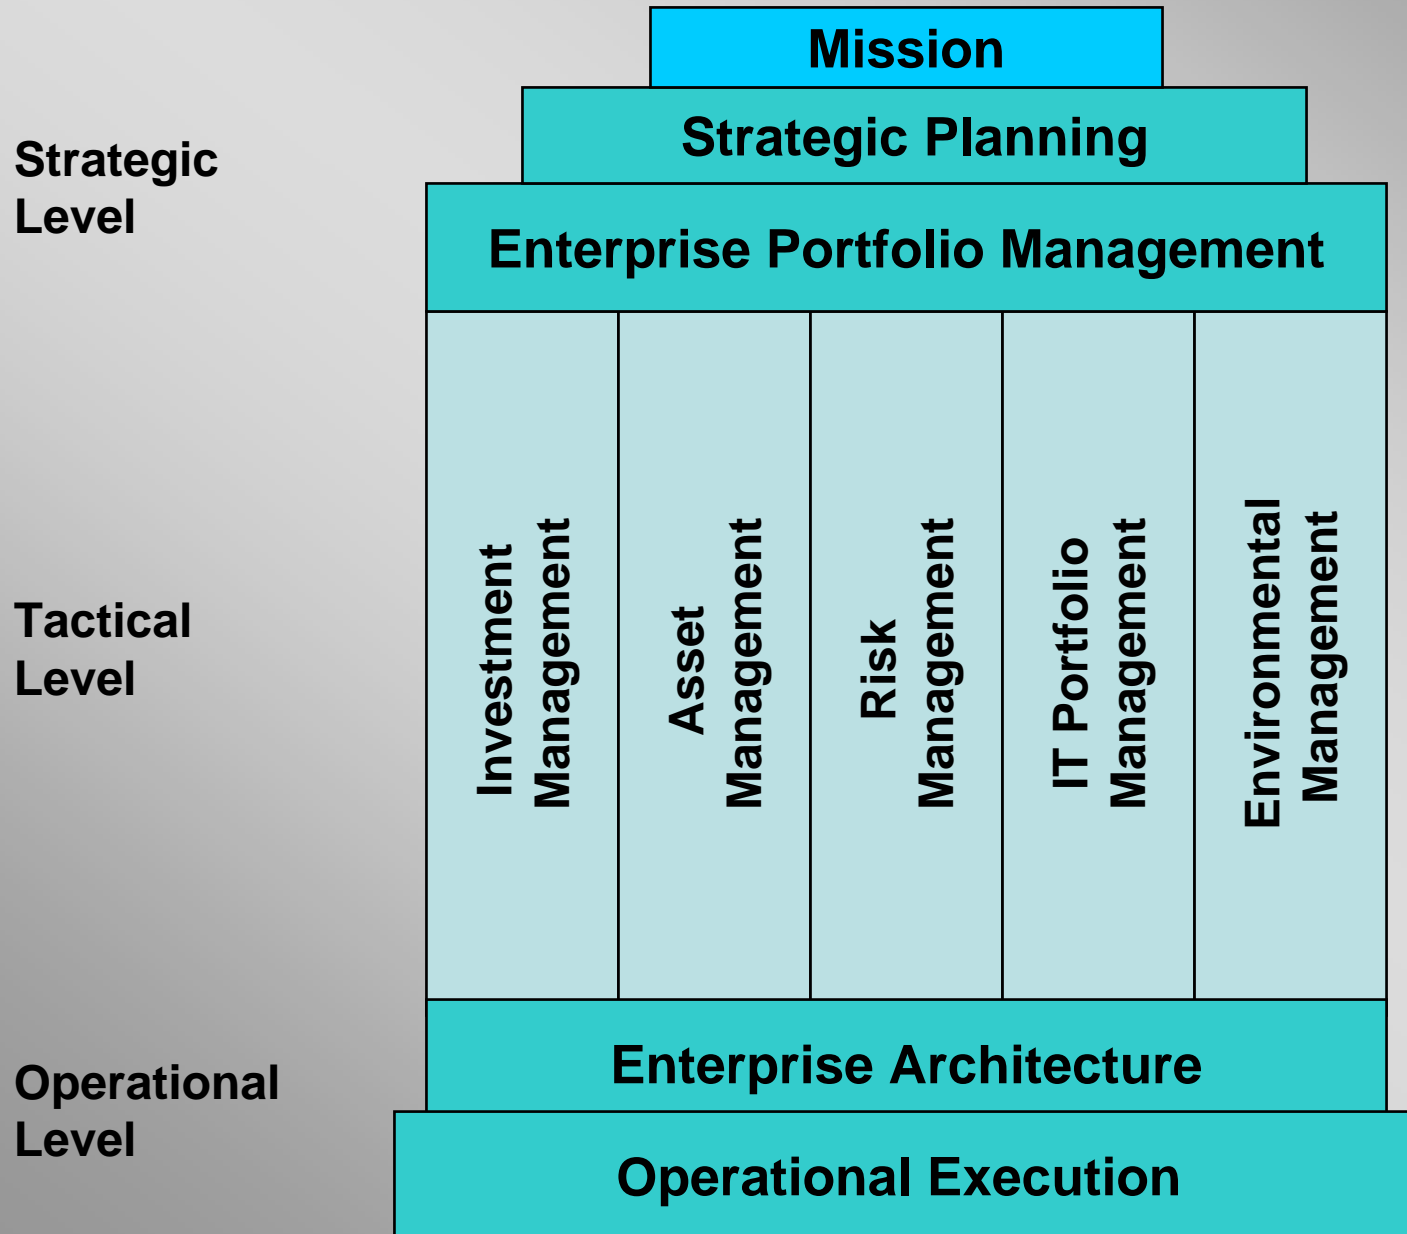 Mission
Strategic Planning
Strategic
Level
Enterprise Portfolio Management
Tactical
Level
Investment
Management
Asset
Management
Risk
Management
IT Portfolio
Management
Environmental
Management
Operational
Level
Enterprise Architecture
Operational Execution